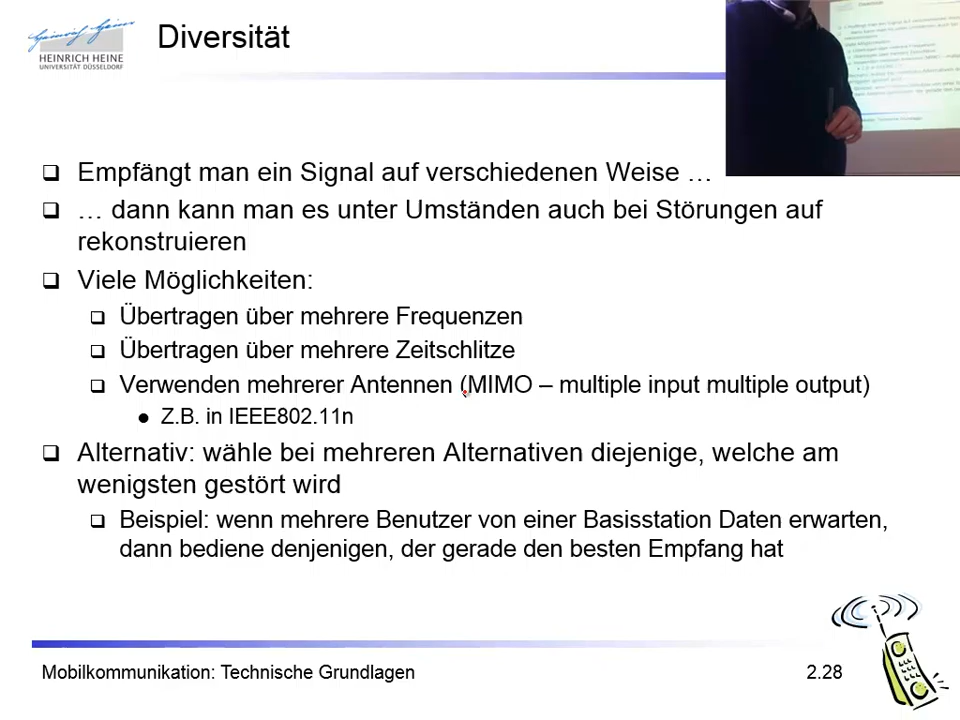 Heinrich Heine
HEINRICH HEINE
UNIVERSITÄT DÜSSELDORF
Diversität
Empfängt man ein Signal auf verschiedenen Weise …
… dann kann man es unter Umständen auch bei Störungen auf
rekonstruieren
Viele Möglichkeiten:
Übertragen über mehrere Frequenzen
Übertragen über mehrere Zeitschlitze
Verwenden mehrerer Antennen (MIMO – multiple input multiple output)
Z.B. in IEEE802.11n
Alternativ: wähle bei mehreren Alternativen diejenige, welche am
wenigsten gestört wird
Beispiel: wenn mehrere Benutzer von einer Basisstation Daten erwarten,
dann bediene denjenigen, der gerade den besten Empfang hat
Mobilkommunikation: Technische Grundlagen
2.28